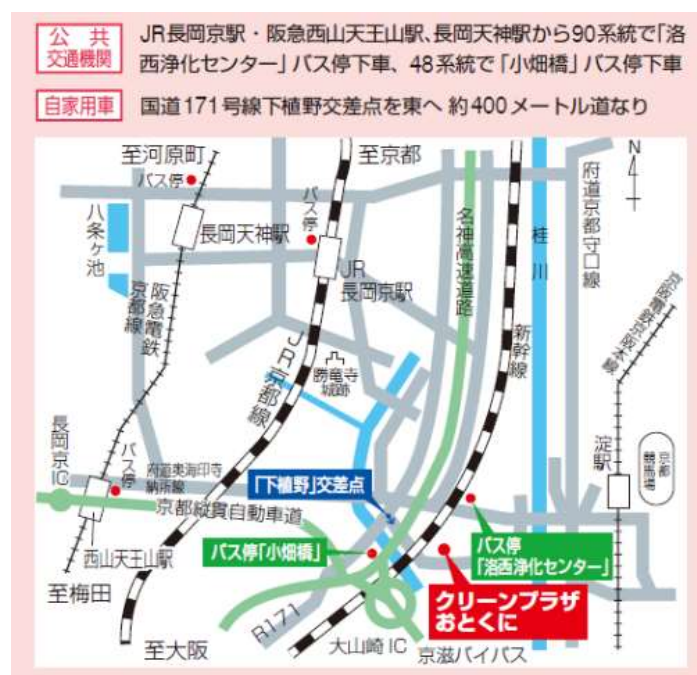 公共
交通機関
JR長岡京駅・阪急西山天王山駅、長岡天神駅から90系統で「洛
西浄化センター」バス停下車、48系統で「小畑橋」バス停下車
自家用車
国道171号線下植野交差点を東へ 約400メートル道なり
至河原町
バス停
至京都
N
八条ヶ池
長岡天神駅
バス停
JR
長岡京駅
名神高速道路
桂川
府道京都守口線
阪急電鉄
京都線
JR京都線
勝竜寺
城跡
新幹線
京阪電鉄京阪本線
長岡京IC
バス停
府道奥海印寺
納所線
「下植野」交差点
淀駅
京都
競馬場
京都縦貫自動車道
西山天王山駅
バス停「小畑橋」
バス停
「洛西浄化センター」
至梅田
クリーンプラザ
おとくに
至大阪
R171
大山崎IC
京滋バイパス